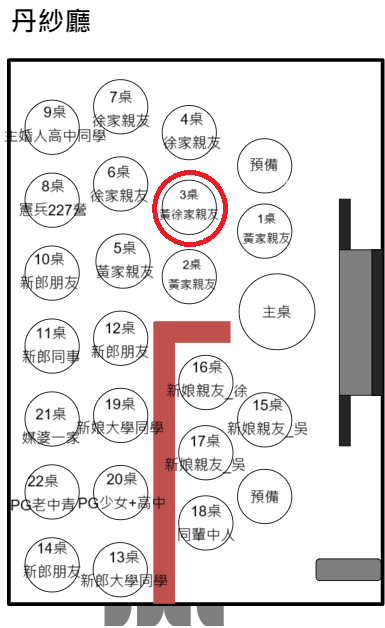 丹紗廳
7桌
徐家親友
9桌
主婚人高中同學
4桌
徐家親友
預備
6桌
徐家親友
8桌
憲兵227營
3桌
黃徐家親友
1桌
黃家親友
5桌
黃家親友
10桌
新郎朋友
2桌
黃家親友
主桌
12桌
新郎朋友
11桌
新郎同事
16桌
新娘親友_徐
19桌
新娘大學同學
21桌
媒婆一家
15桌
新娘親友_吳
17桌
新娘親友_吳
22桌
PG老中青
20桌
PG少女+高中
預備
18桌
同輩中人
14桌
新郎朋友
13桌
新郎大學同學